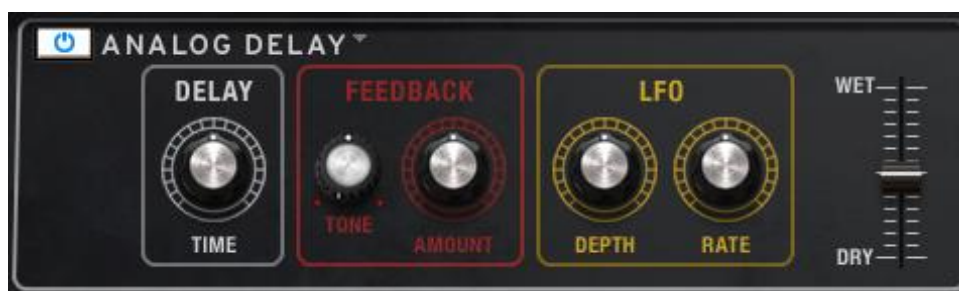 ANALOG DELAY
DELAY
TIME
FEEDBACK
TONE
AMOUNT
LFO
DEPTH
RATE
WET
DRY